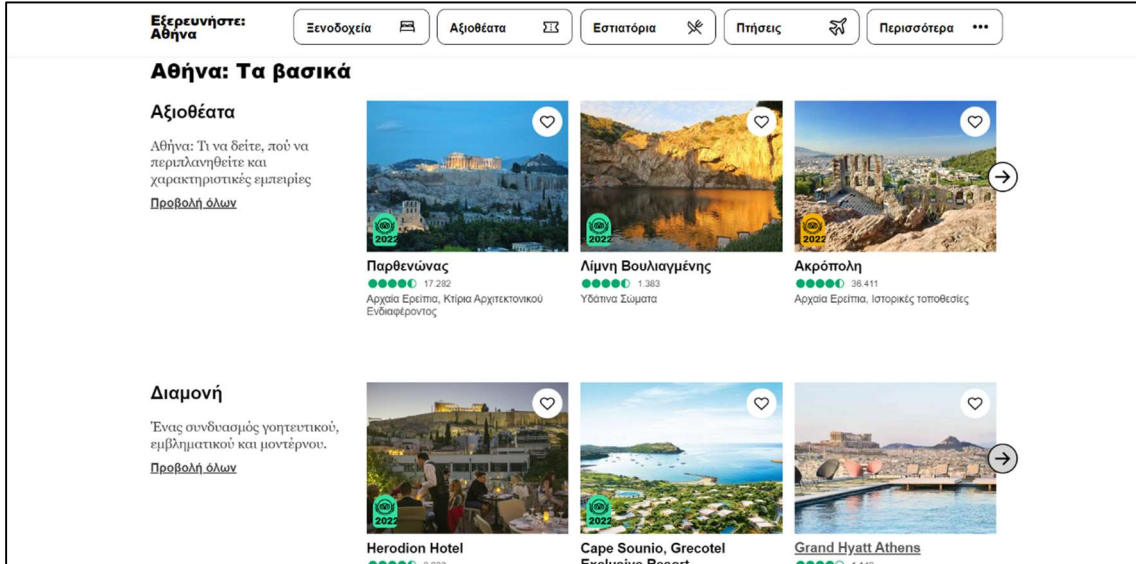 Εξερευνήστε:
Αθήνα
Ξενοδοχεία
Αξιοθέατα
Εστιατόρια
Πτήσεις
Περισσότερα
Αθήνα: Τα βασικά
Αξιοθέατα
Αθήνα: Τι να δείτε, πού να
περιπλανηθείτε και
χαρακτηριστικές εμπειρίες
Προβολή όλων
2022
2022
2022
Παρθενώνας
17.282
Αρχαία Ερείπια, Κτίρια Αρχιτεκτονικού
Ενδιαφέροντος
Λίμνη Βουλιαγμένης
1.383
Υδάτινα Σώματα
Ακρόπολη
36.411
Αρχαία Ερείπια, Ιστορικές τοποθεσίες
Διαμονή
Ένας συνδυασμός γοητευτικού,
εμβληματικού και μοντέρνου.
Προβολή όλων
2022
2022
Herodion Hotel
Cape Sounio, Grecotel
Exclusive Resort
Grand Hyatt Athens